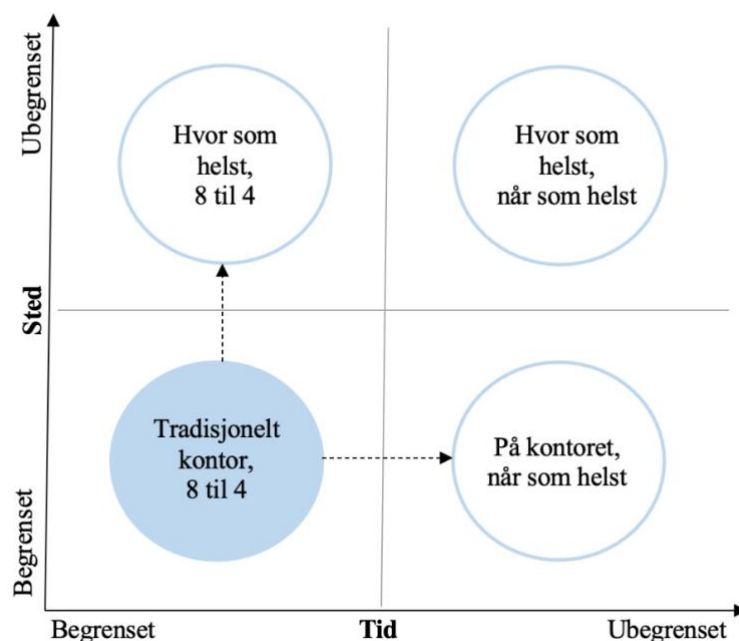 Ubegrenset
Hvor som
helst,
8 til 4
Hvor som
helst,
når som helst
Sted
Tradisjonelt
kontor,
8 til 4
På kontoret,
når som helst
Begrenset
Begrenset
Tid
Ubegrenset